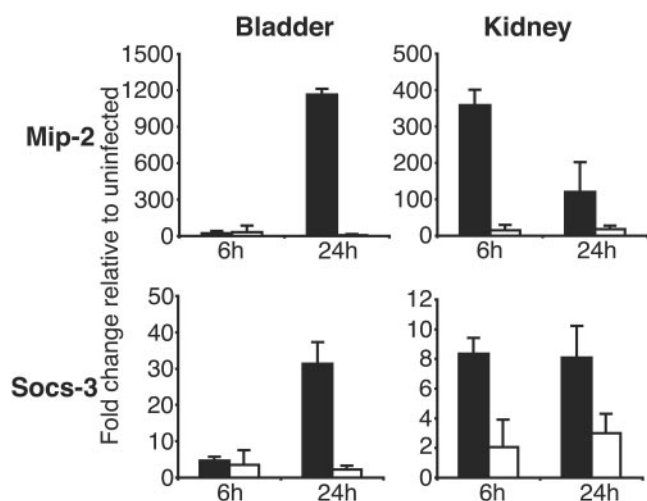 Bladder
Kidney
Mip-2
Socs-3
Fold change relative to uninfected
1500
1200
900
600
300
0
6h
24h
500
400
300
200
100
0
6h
24h
50
40
30
20
10
0
6h
24h
12
10
8
6
4
2
0
6h
24h